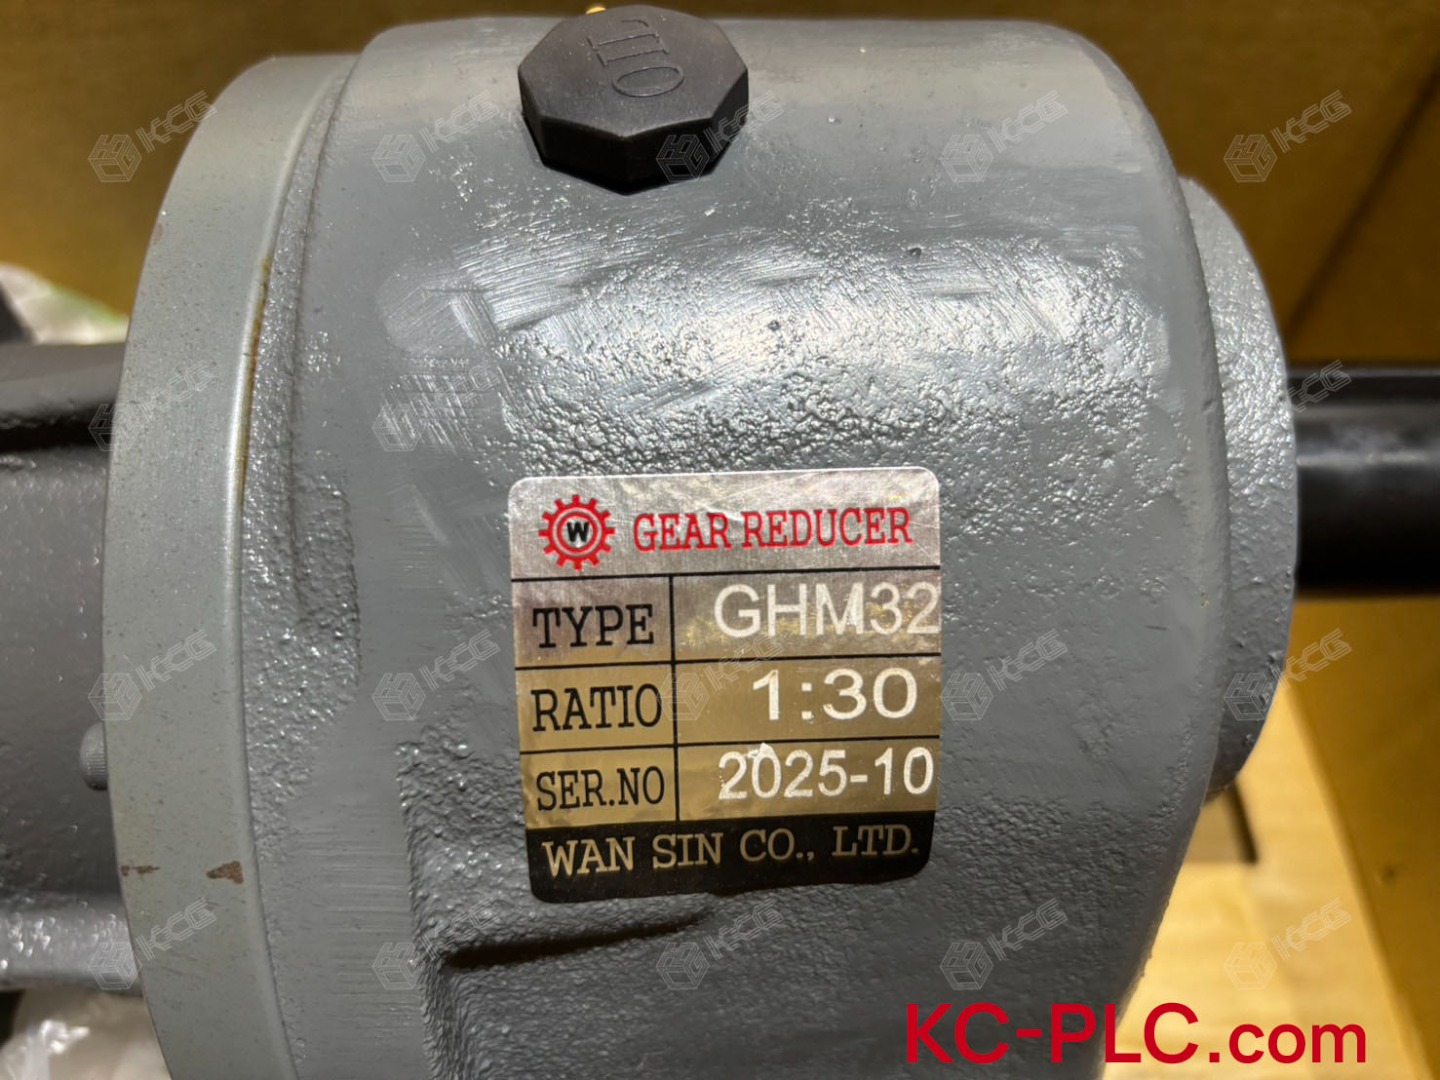 OIL
W GEAR REDUCER
TYPE GHM32
RATIO 1:30
SER.NO 2025-10
WAN SIN CO., LTD.
KCG
KC-PLC.com